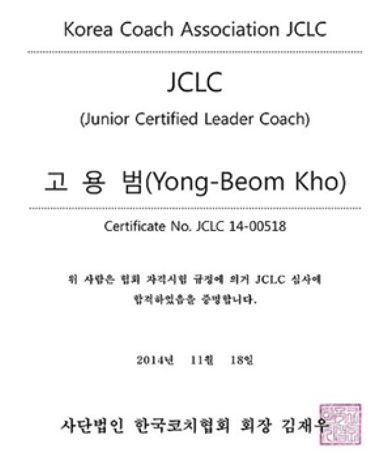 Korea Coach Association JCLC
JCLC
(Junior Certified Leader Coach)
고 용 범(Yong-Beom Kho)
Certificate No. JCLC 14-00518
위 사람은 협회 자격시험 규정에 의거 JCLC 심사에
합격하였음을 증명합니다.
2014년 11월 18일
사단법인 한국코치협회 회장 김재우